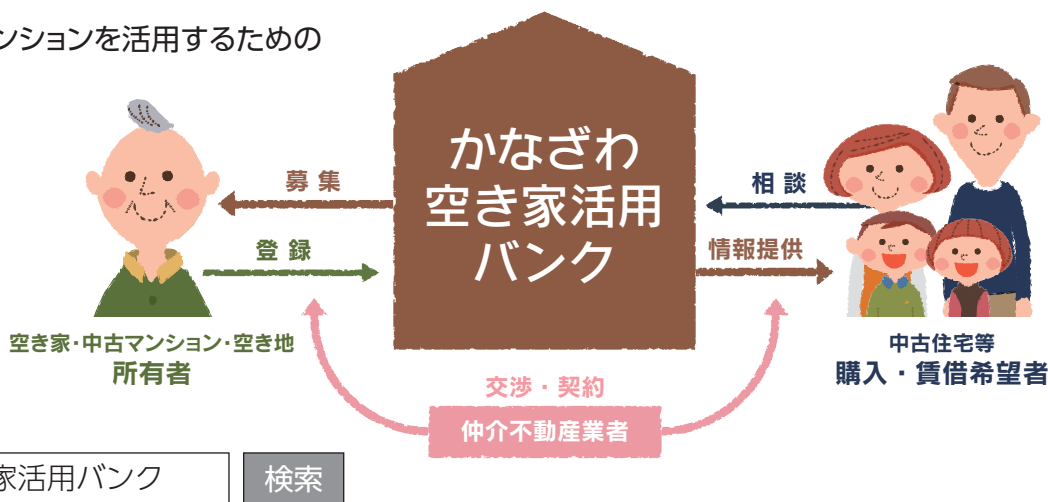 ンションを活用するための
かなざわ
空き家活用
バンク
募集
登録
相談
情報提供
空き家・中古マンション・空き地
所有者
中古住宅等
購入・賃借希望者
交渉・契約
仲介不動産業者
家活用バンク
検索